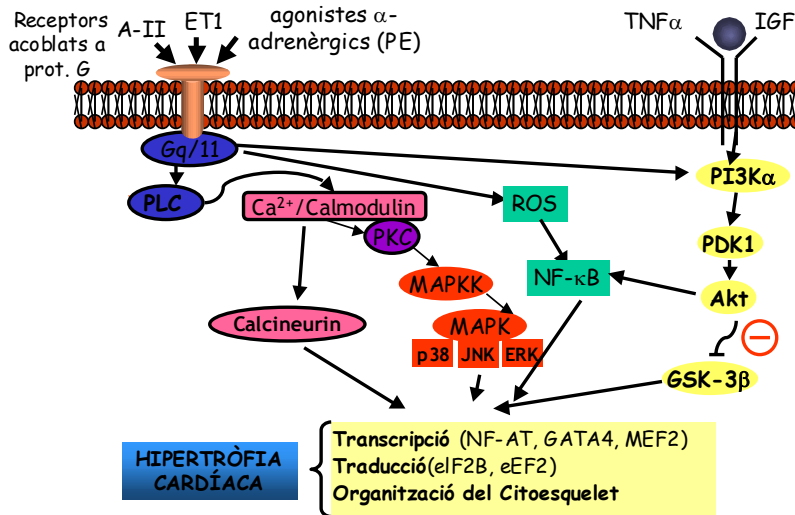 Receptors
acoblats a
prot. G
A-II
ET1
agonistes α-
adrenèrgics (PE)
TNFα
IGF
Gq/11
PLC
Ca²⁺/Calmodulin
PKC
ROS
PI3Kα
PDK1
NF-κB
Akt
MAPKK
Calcineurin
MAPK
p38 JNK ERK
GSK-3β
HIPERTRÒFIA
CARDÍACA
Transcripció (NF-AT, GATA4, MEF2)
Traducció(eIF2B, eEF2)
Organització del Citoesquelet